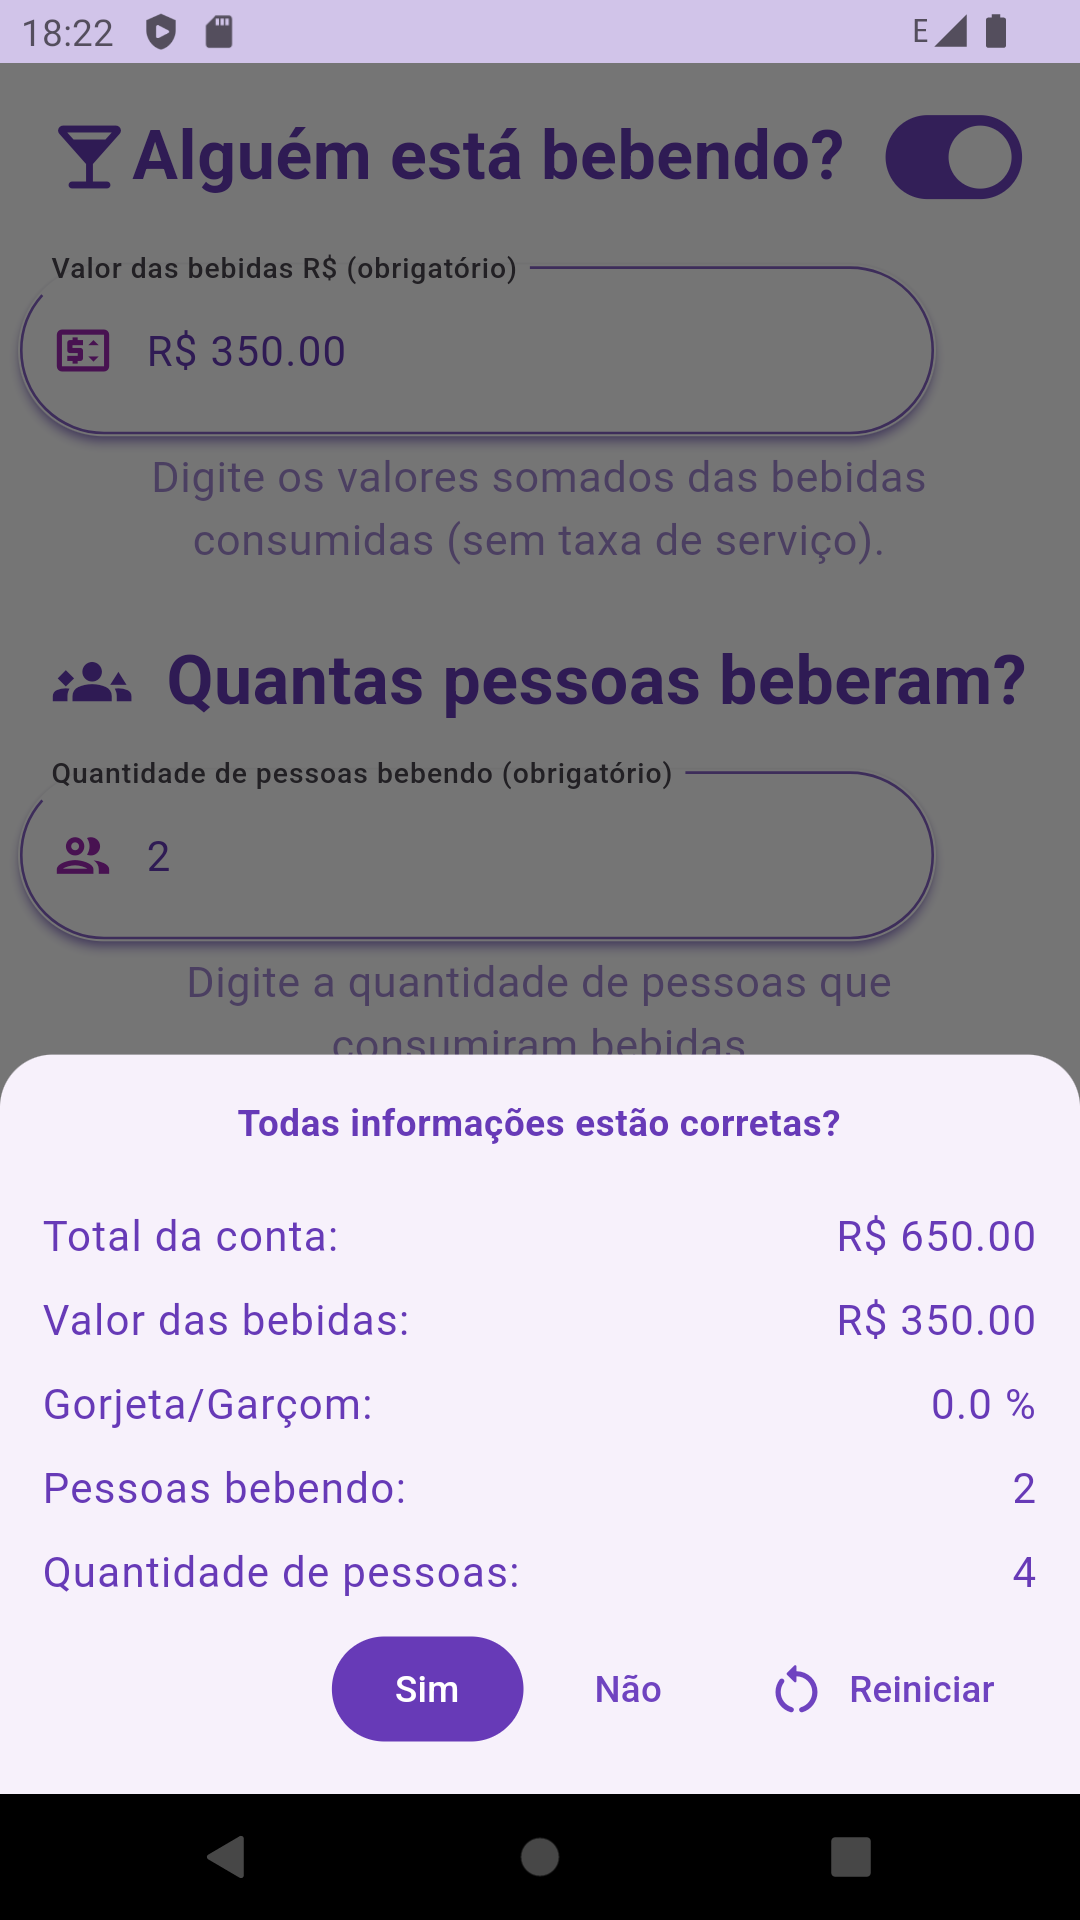 18:22
E
Alguém está bebendo?
Valor das bebidas R$ (obrigatório)
R$ 350.00
Digite os valores somados das bebidas
consumidas (sem taxa de serviço).
Quantas pessoas beberam?
Quantidade de pessoas bebendo (obrigatório)
2
Digite a quantidade de pessoas que
consumiram bebidas
Todas informações estão corretas?
Total da conta: R$ 650.00
Valor das bebidas: R$ 350.00
Gorjeta/Garçom: 0.0 %
Pessoas bebendo: 2
Quantidade de pessoas: 4
Sim Não Reiniciar